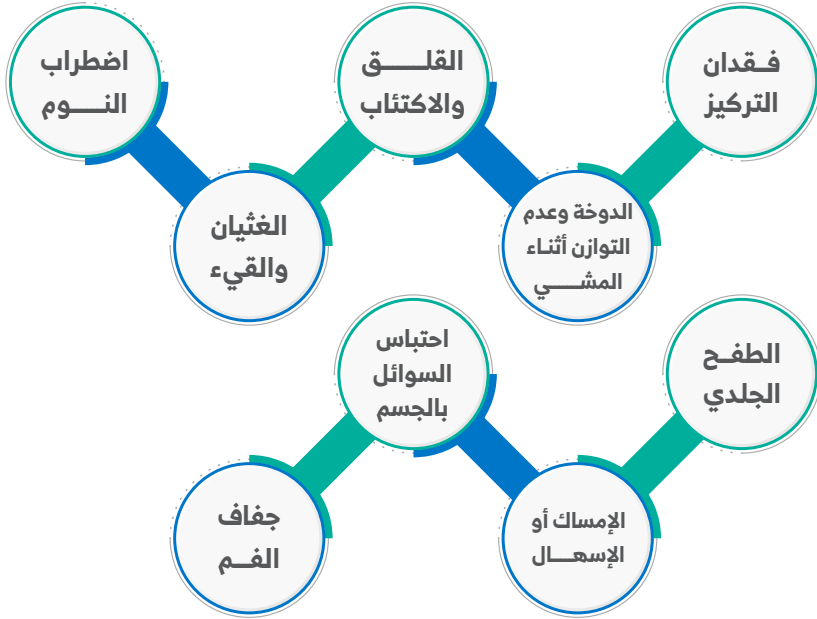 فقدان
التركيز
الدوخة وعدم
التوازن أثناء
المشي
القلق
والاكتئاب
الغثيان
والقيء
اضطراب
النوم
الطفح
الجلدي
الإمساك أو
الإسهال
احتباس
السوائل
بالجسم
جفاف
الفم